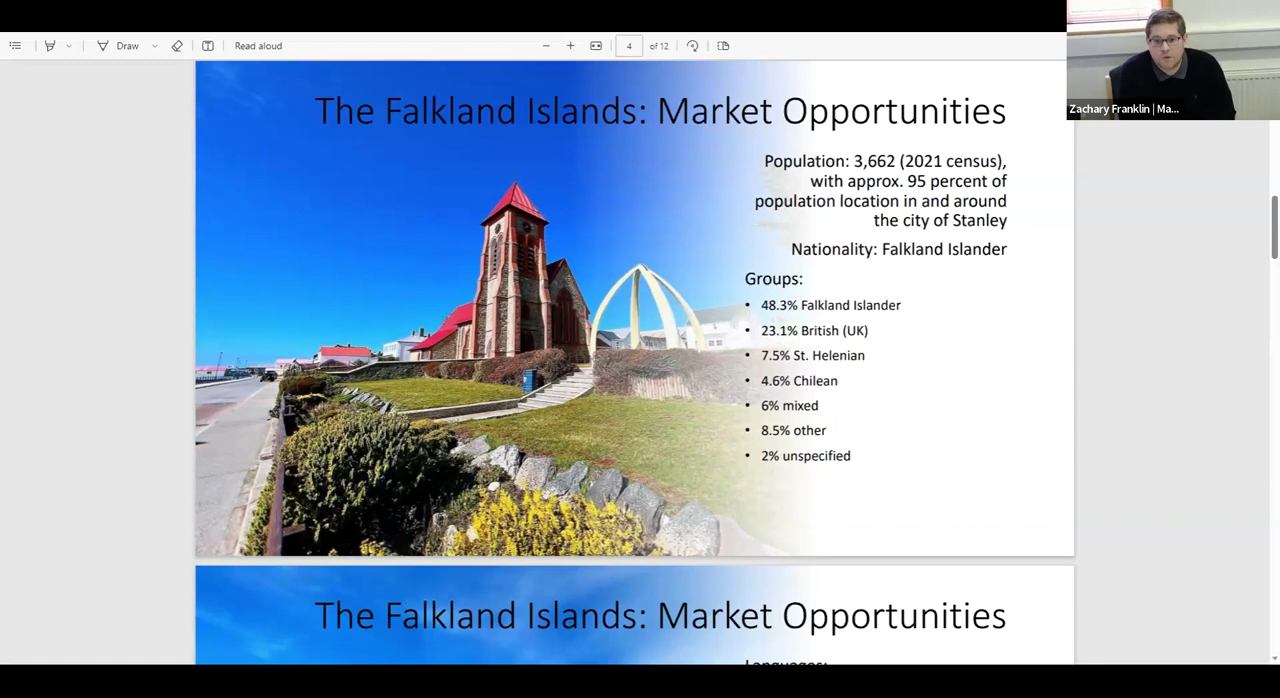 Draw
Read aloud
4
of 12
Zachary Franklin | Ma...
The Falkland Islands: Market Opportunities
Population: 3,662 (2021 census),
with approx. 95 percent of
population location in and around
the city of Stanley
Nationality: Falkland Islander
Groups:
• 48.3% Falkland Islander
• 23.1% British (UK)
• 7.5% St. Helenian
• 4.6% Chilean
• 6% mixed
• 8.5% other
• 2% unspecified
The Falkland Islands: Market Opportunities
Languages: